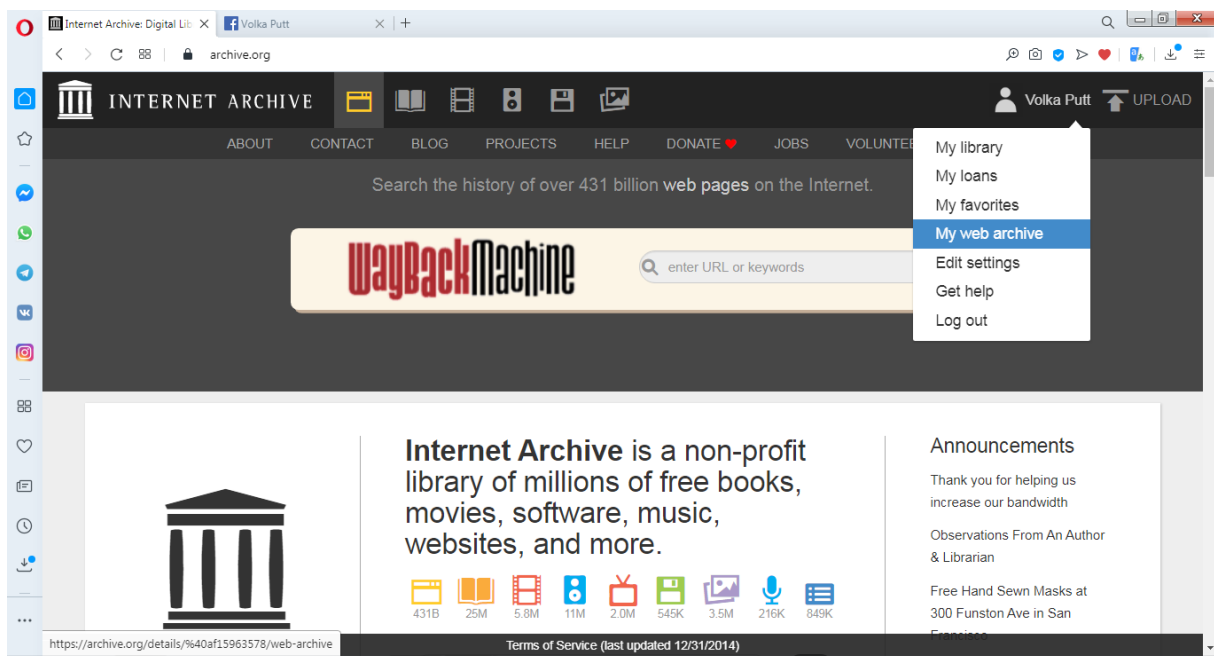 Internet Archive: Digital Lib
Volka Putt
archive.org
INTERNET ARCHIVE
Volka Putt
UPLOAD
ABOUT CONTACT BLOG PROJECTS HELP DONATE JOBS VOLUNTEE
My library
My loans
My favorites
My web archive
Edit settings
Get help
Log out
Search the history of over 431 billion web pages on the Internet.
WayBackMachine
enter URL or keywords
Internet Archive is a non-profit
library of millions of free books,
movies, software, music,
websites, and more.
431B 25M 5.8M 11M 2.0M 545K 3.5M 216K 849K
Announcements
Thank you for helping us
increase our bandwidth
Observations From An Author
& Librarian
Free Hand Sewn Masks at
300 Funston Ave in San
Francisco
https://archive.org/details/%40af15963578/web-archive
Terms of Service (last updated 12/31/2014)